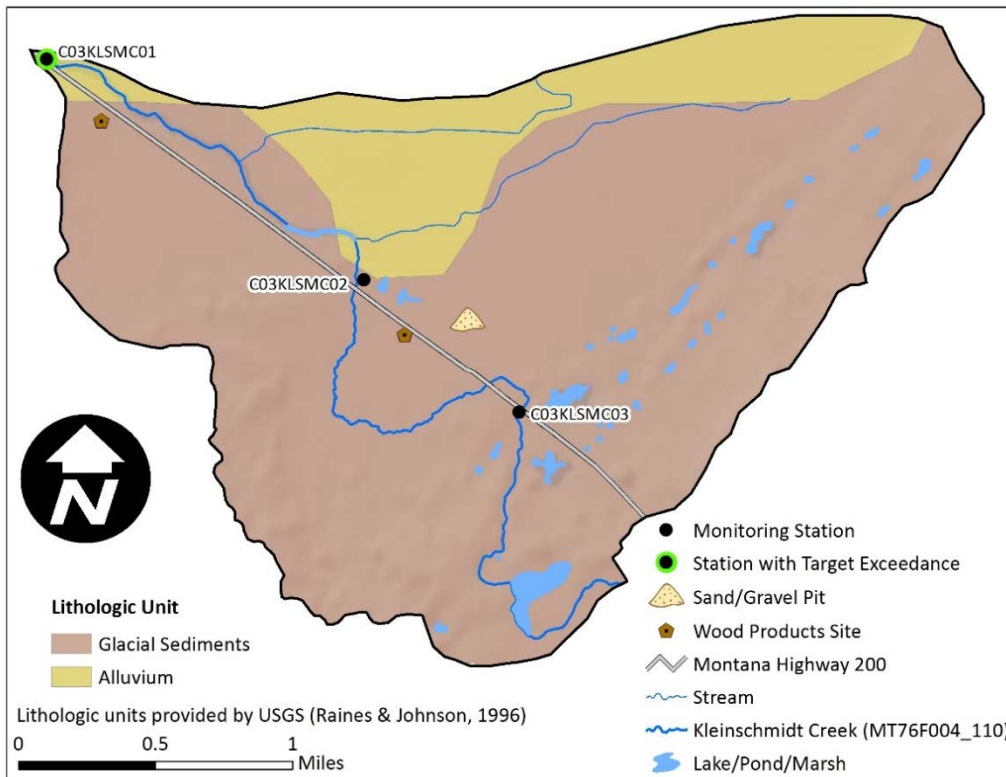 C03KLSMC01
C03KLSMC02
C03KLSMC03
N
Lithologic Unit
Glacial Sediments
Alluvium
Lithologic units provided by USGS (Raines & Johnson, 1996)
0 0.5 1
Miles
Monitoring Station
Station with Target Exceedance
Sand/Gravel Pit
Wood Products Site
Montana Highway 200
Stream
Kleinschmidt Creek (MT76F004_110)
Lake/Pond/Marsh